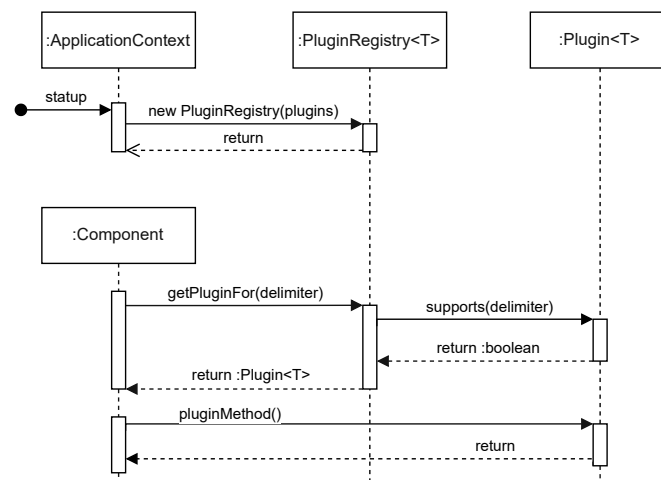 :ApplicationContext
:PluginRegistry<T>
:Plugin<T>
statup
new PluginRegistry(plugins)
return
:Component
getPluginFor(delimiter)
supports(delimiter)
return :boolean
return :Plugin<T>
pluginMethod()
return